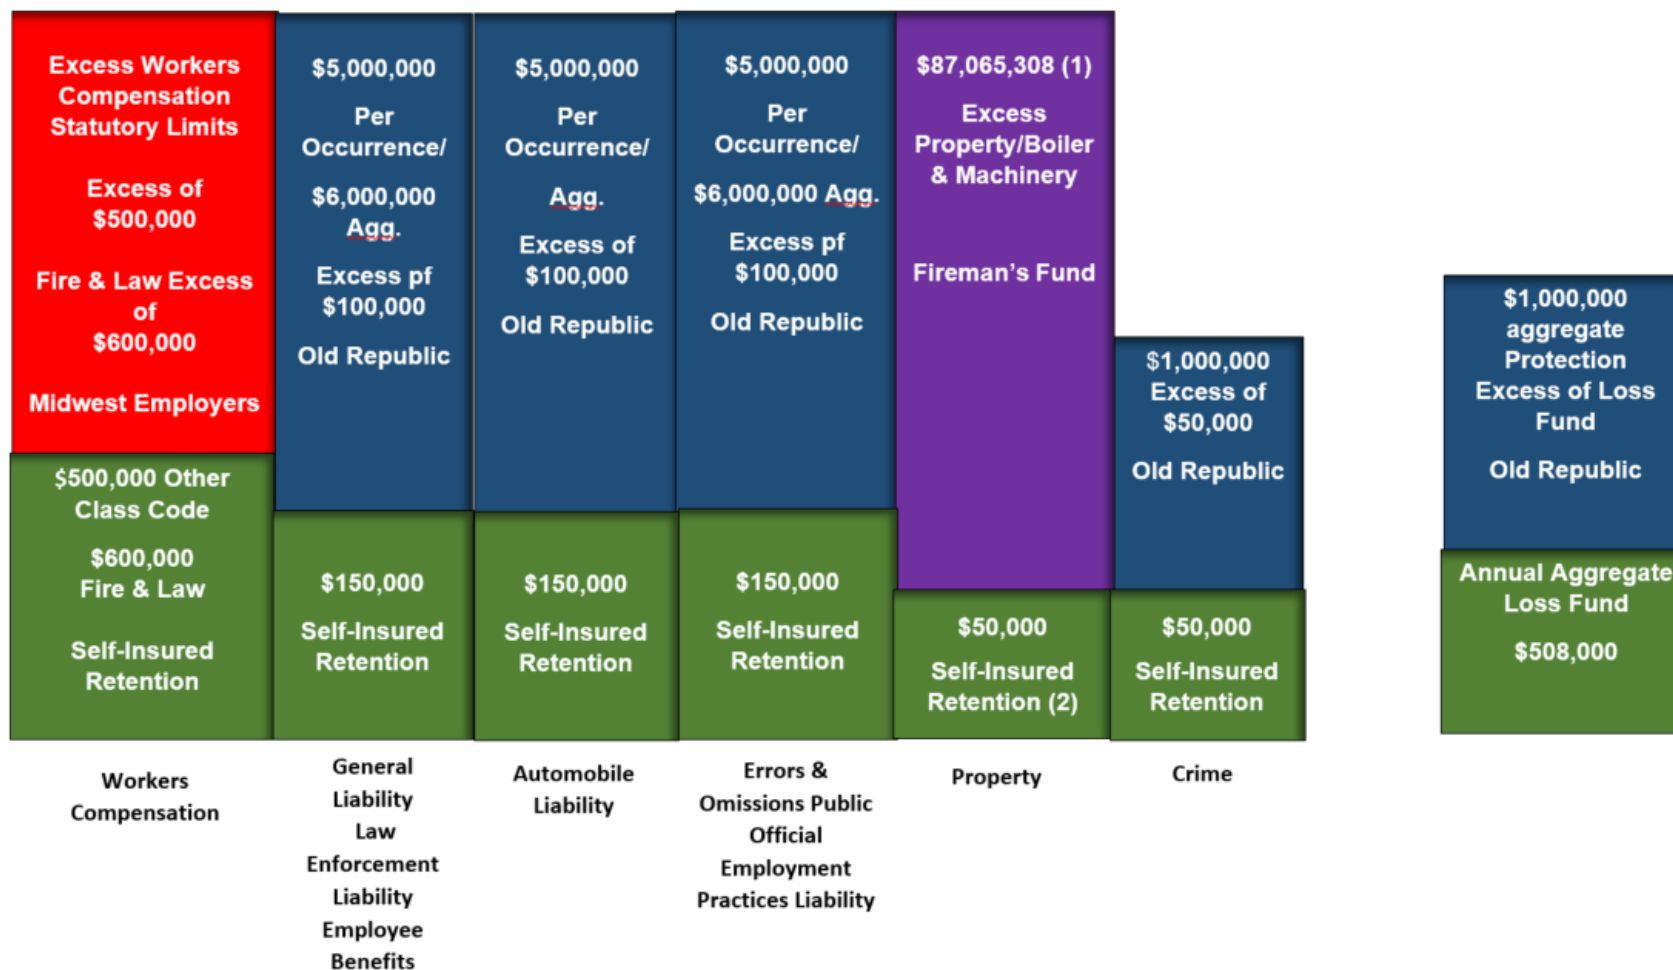 Excess Workers
Compensation
Statutory Limits
Excess of
$500,000
Fire & Law Excess
of
$600,000
Midwest Employers
$500,000 Other
Class Code
$600,000
Fire & Law
Self-Insured
Retention
Workers
Compensation
$5,000,000
Per
Occurrence/
$6,000,000
Agg.
Excess pf
$100,000
Old Republic
$150,000
Self-Insured
Retention
General
Liability
Law
Enforcement
Liability
Employee
Benefits
$5,000,000
Per
Occurrence/
Agg.
Excess of
$100,000
Old Republic
$150,000
Self-Insured
Retention
Automobile
Liability
$5,000,000
Per
Occurrence/
$6,000,000 Agg.
Excess pf
$100,000
Old Republic
$150,000
Self-Insured
Retention
Errors &
Omissions Public
Official
Employment
Practices Liability
$87,065,308 (1)
Excess
Property/Boiler
& Machinery
Fireman’s Fund
$50,000
Self-Insured
Retention (2)
Property
$1,000,000
Excess of
$50,000
Old Republic
$50,000
Self-Insured
Retention
Crime
$1,000,000
aggregate
Protection
Excess of Loss
Fund
Old Republic
Annual Aggregate
Loss Fund
$508,000